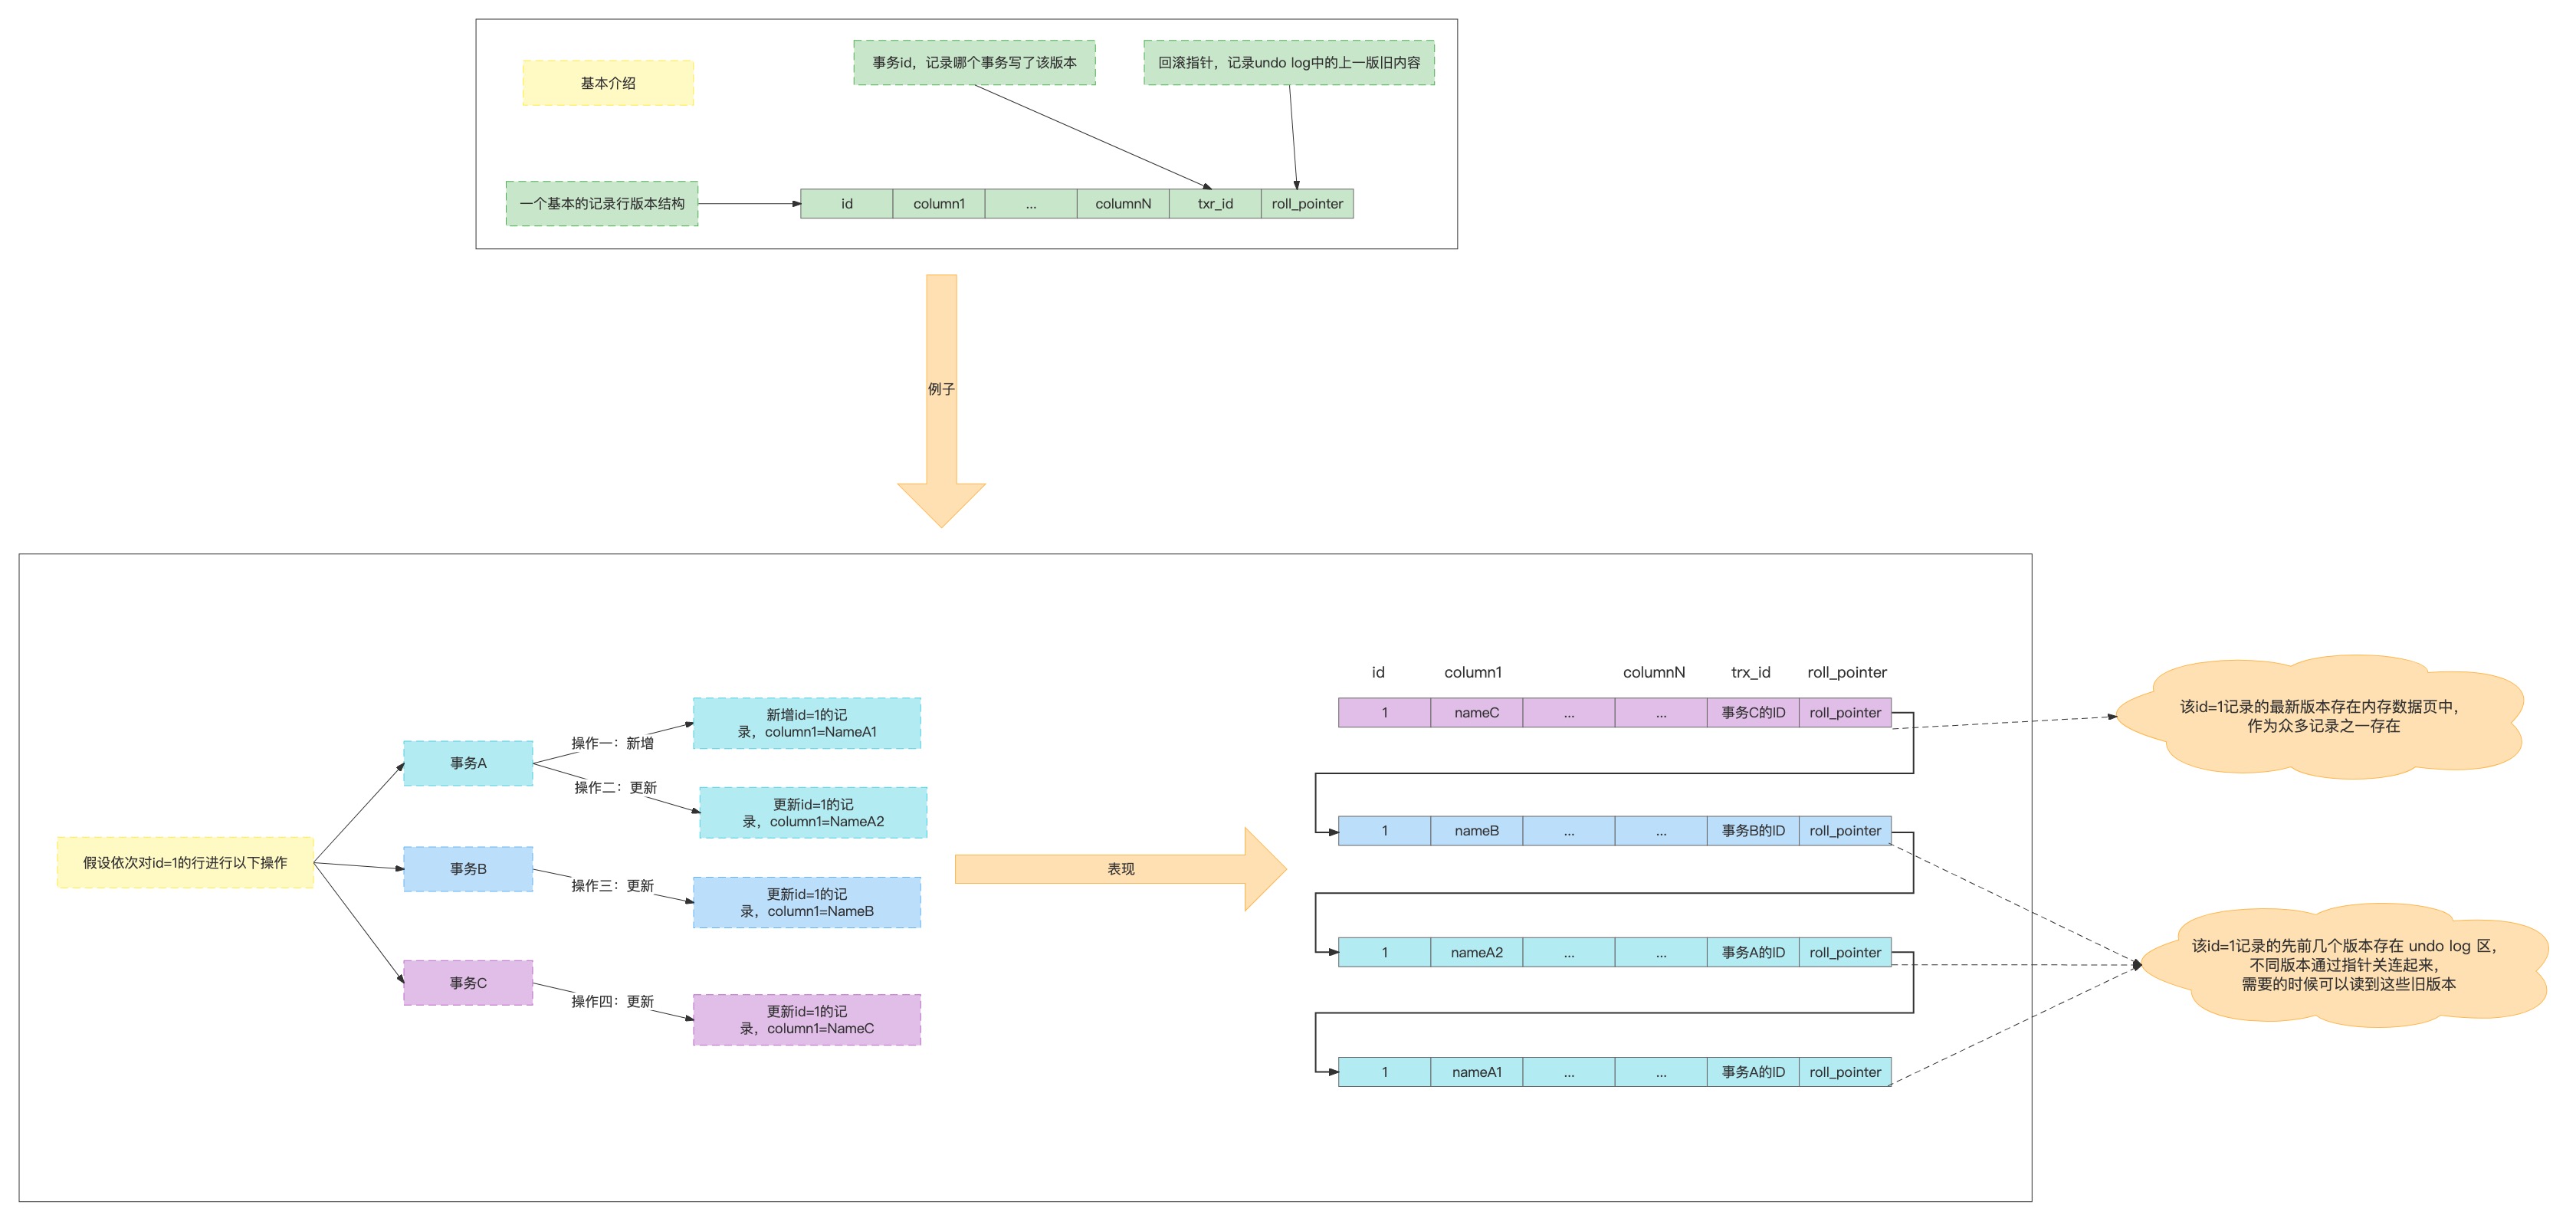 基本介绍
事务id，记录哪个事务写了该版本
回滚指针，记录undo log中的上一版旧内容
一个基本的记录行版本结构
id
column1
...
columnN
txr_id
roll_pointer
例子
假设依次对id=1的行进行以下操作
事务A
操作一：新增
新增id=1的记
录，column1=NameA1
操作二：更新
更新id=1的记
录，column1=NameA2
事务B
操作三：更新
更新id=1的记
录，column1=NameB
事务C
操作四：更新
更新id=1的记
录，column1=NameC
表现
id column1 columnN trx_id roll_pointer
1 nameC ... ... 事务C的ID roll_pointer
1 nameB ... ... 事务B的ID roll_pointer
1 nameA2 ... ... 事务A的ID roll_pointer
1 nameA1 ... ... 事务A的ID roll_pointer
该id=1记录的最新版本存在内存数据页中，
作为众多记录之一存在
该id=1记录的先前几个版本存在 undo log 区，
不同版本通过指针关连起来，
需要的时候可以读到这些旧版本